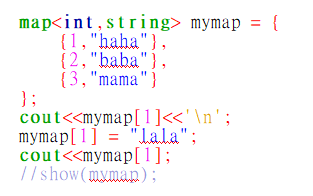 map<int,string> mymap = {
{1,"haha"},
{2,"baba"},
{3,"mama"}
};
cout<<mymap[1]<<'\n';
mymap[1] = "lala";
cout<<mymap[1];
//show(mymap);